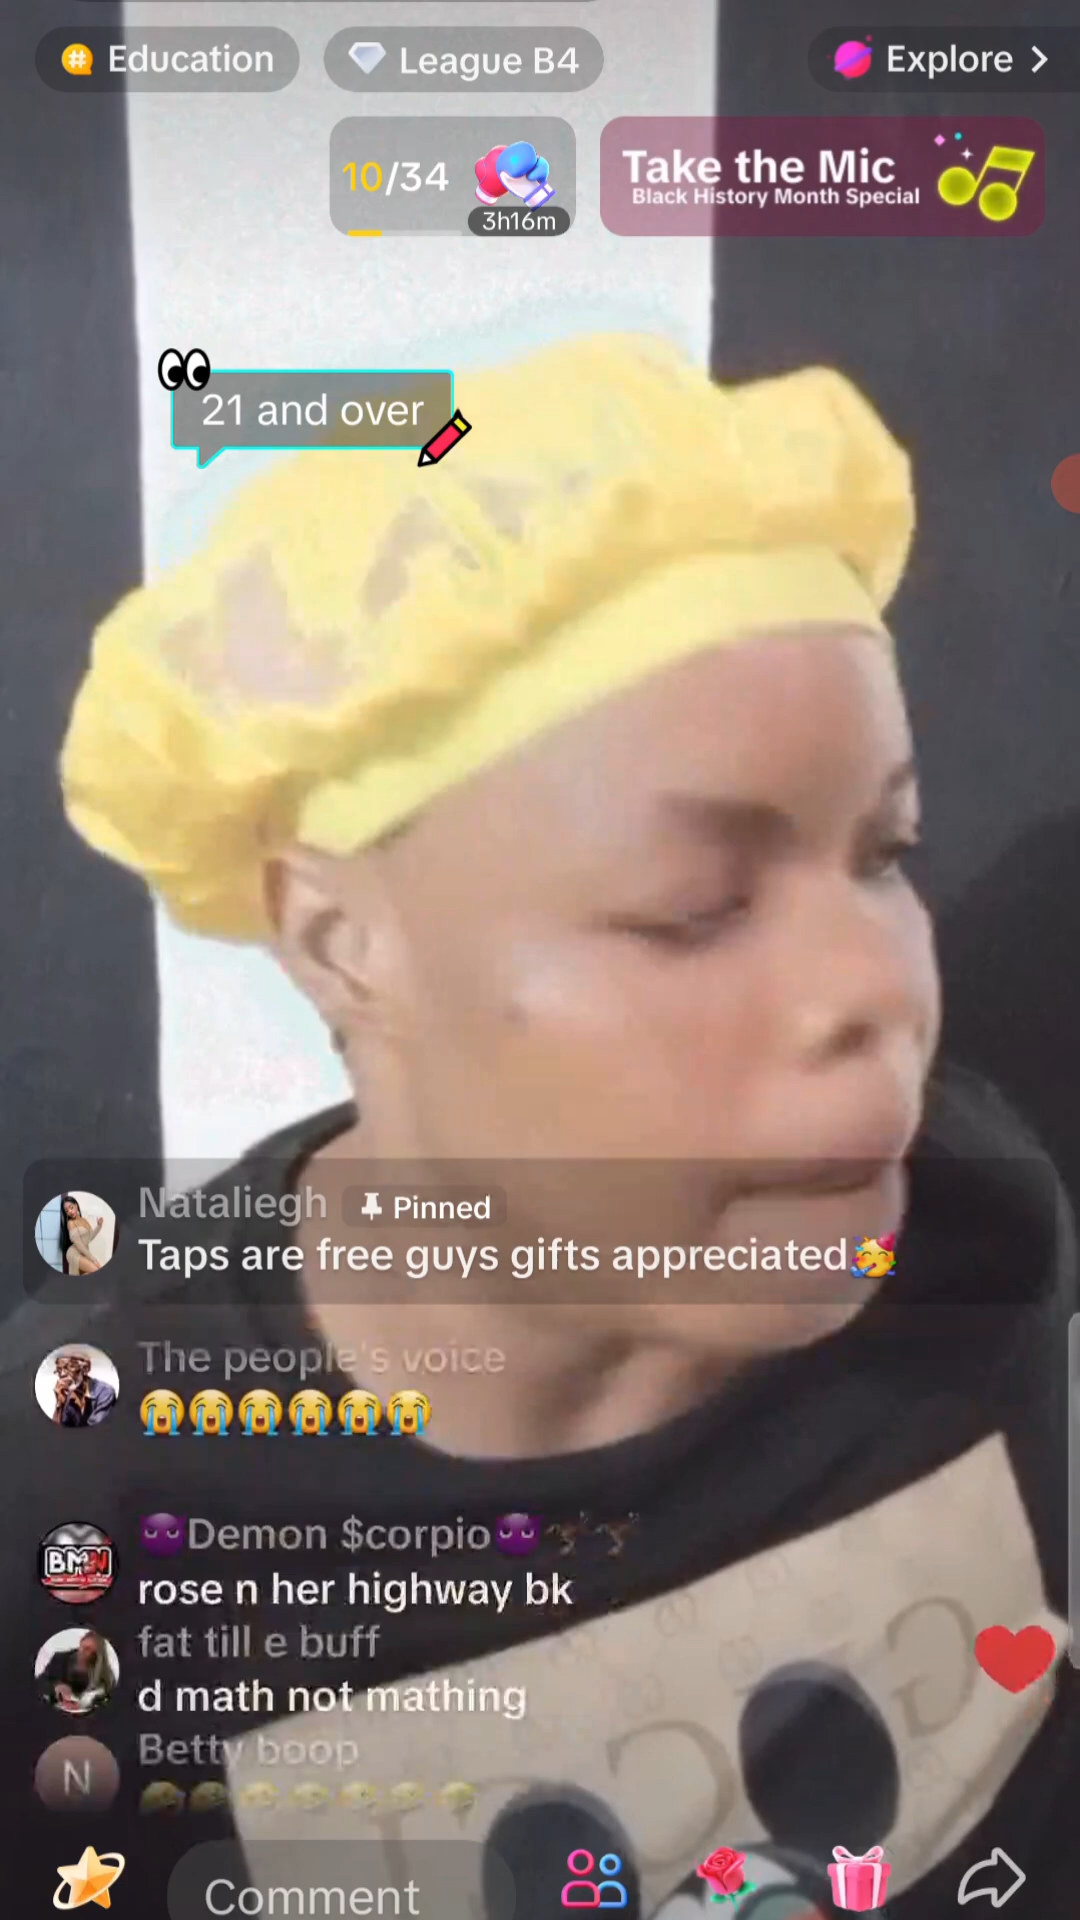 Education
League B4
Explore
10/34
3h16m
Take the Mic
Black History Month Special
21 and over
Nataliegh
Pinned
Taps are free guys gifts appreciated🥳
The people's voice
😭😭😭😭😭😭
BMN
😈Demon $corpio😈
rose n her highway bk
fat till e buff
d math not mathing
N
Betty boop
Comment